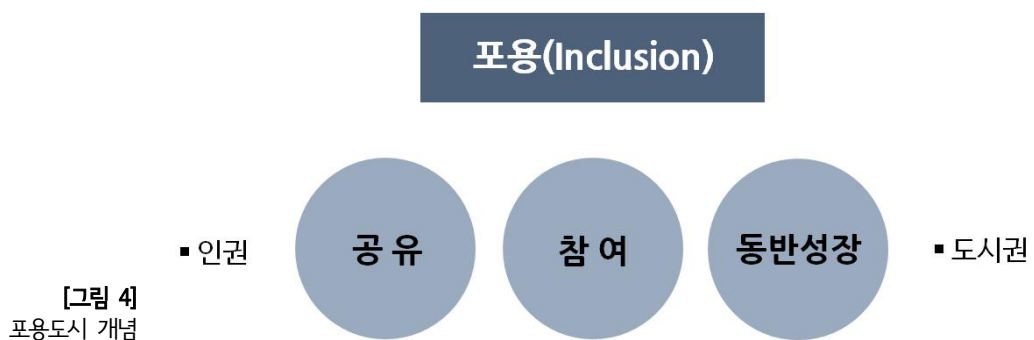 포용(Inclusion)
▪ 인권
공 유
참 여
동반성장
▪ 도시권
[그림 4]
포용도시 개념